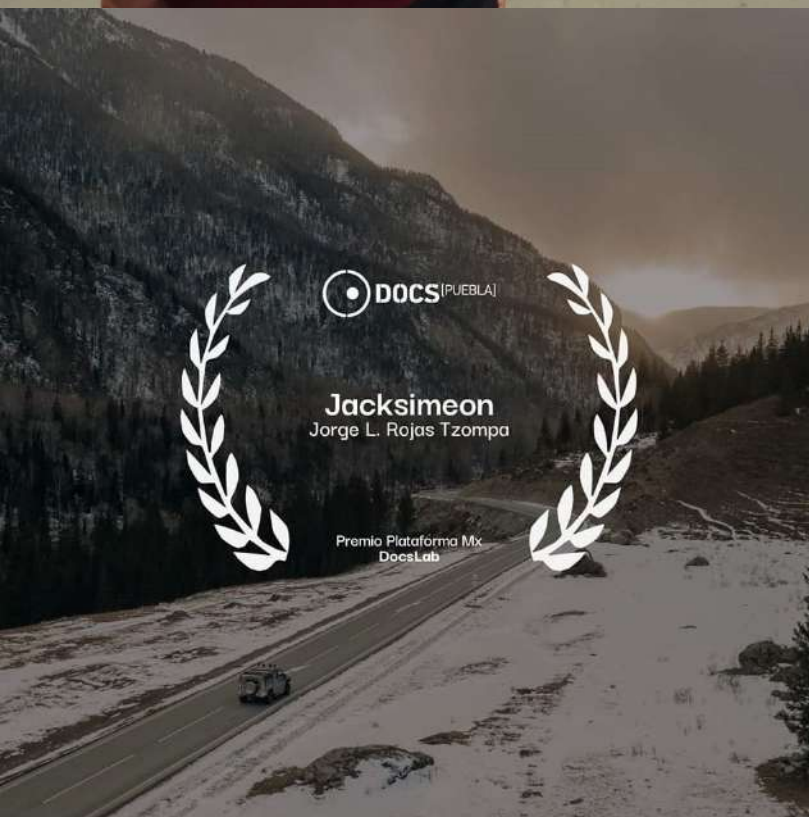 DOCS[PUEBLA]
Jacksimeon
Jorge L. Rojas Tzompa
Premio Plataforma Mx
DocsLab